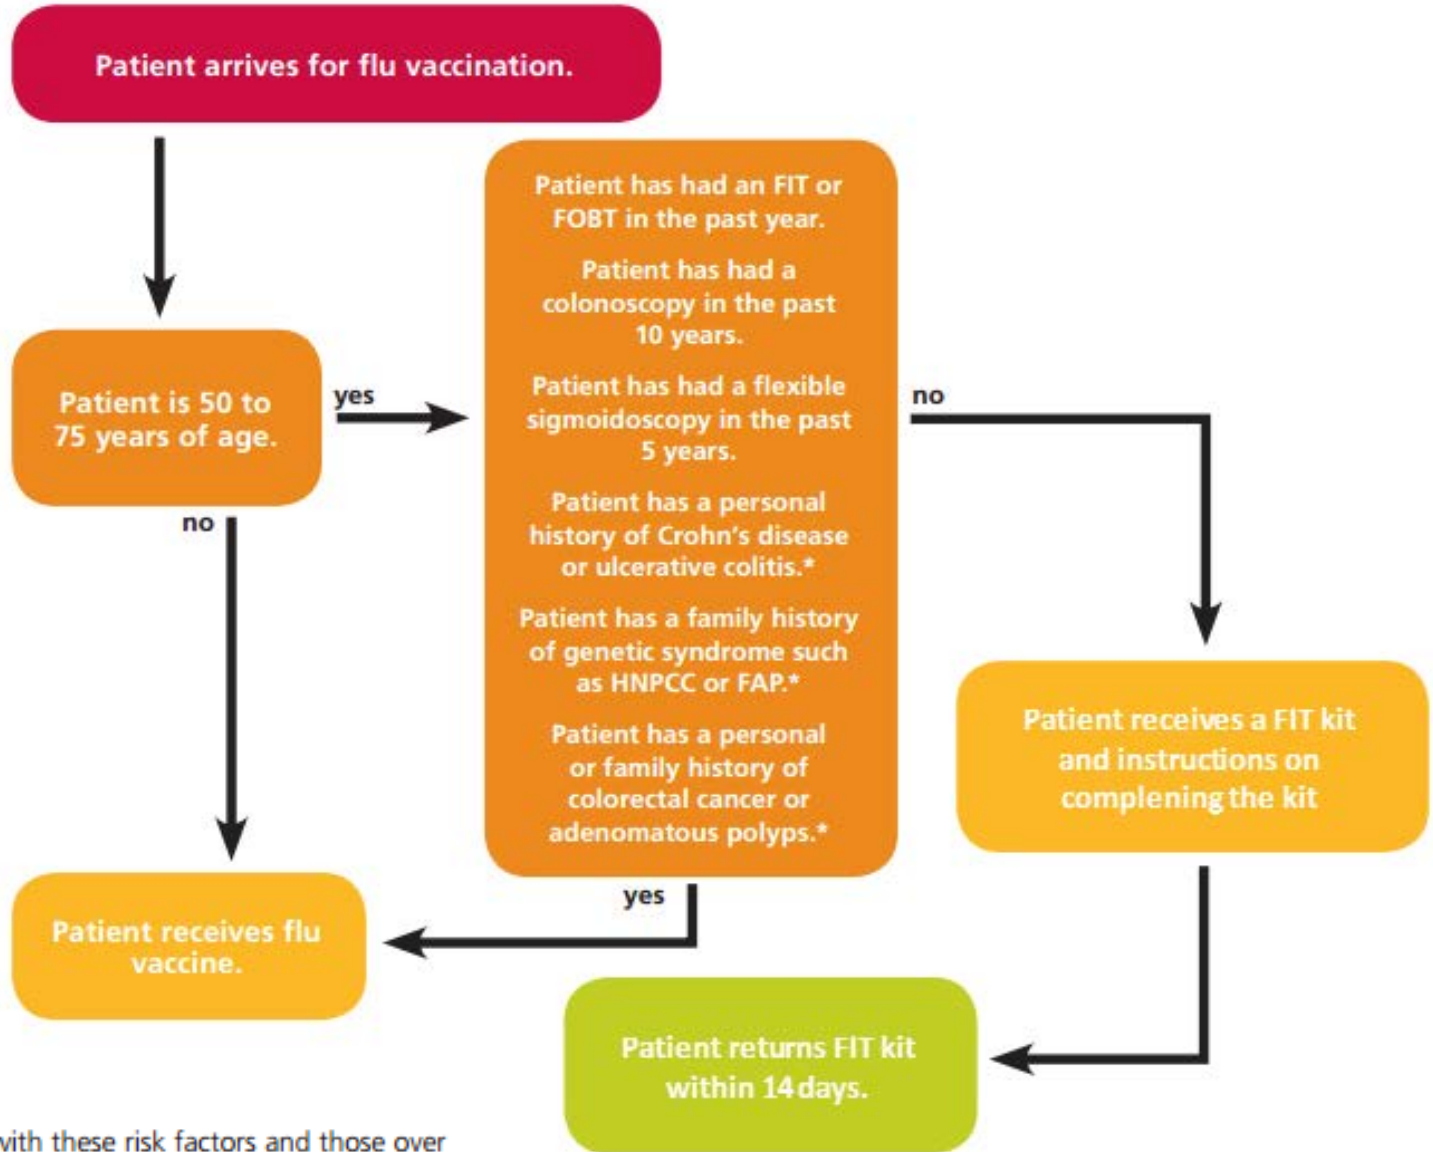 Patient arrives for flu vaccination.
Patient is 50 to
75 years of age.
yes
no
Patient has had an FIT or
FOBT in the past year.
Patient has had a
colonoscopy in the past
10 years.
Patient has had a flexible
sigmoidoscopy in the past
5 years.
Patient has a personal
history of Crohn’s disease
or ulcerative colitis.*
Patient has a family history
of genetic syndrome such
as HNPCC or FAP.*
Patient has a personal
or family history of
colorectal cancer or
adenomatous polyps.*
no
yes
Patient receives a FIT kit
and instructions on
complening the kit
Patient receives flu
vaccine.
Patient returns FIT kit
within 14 days.
with these risk factors and those over